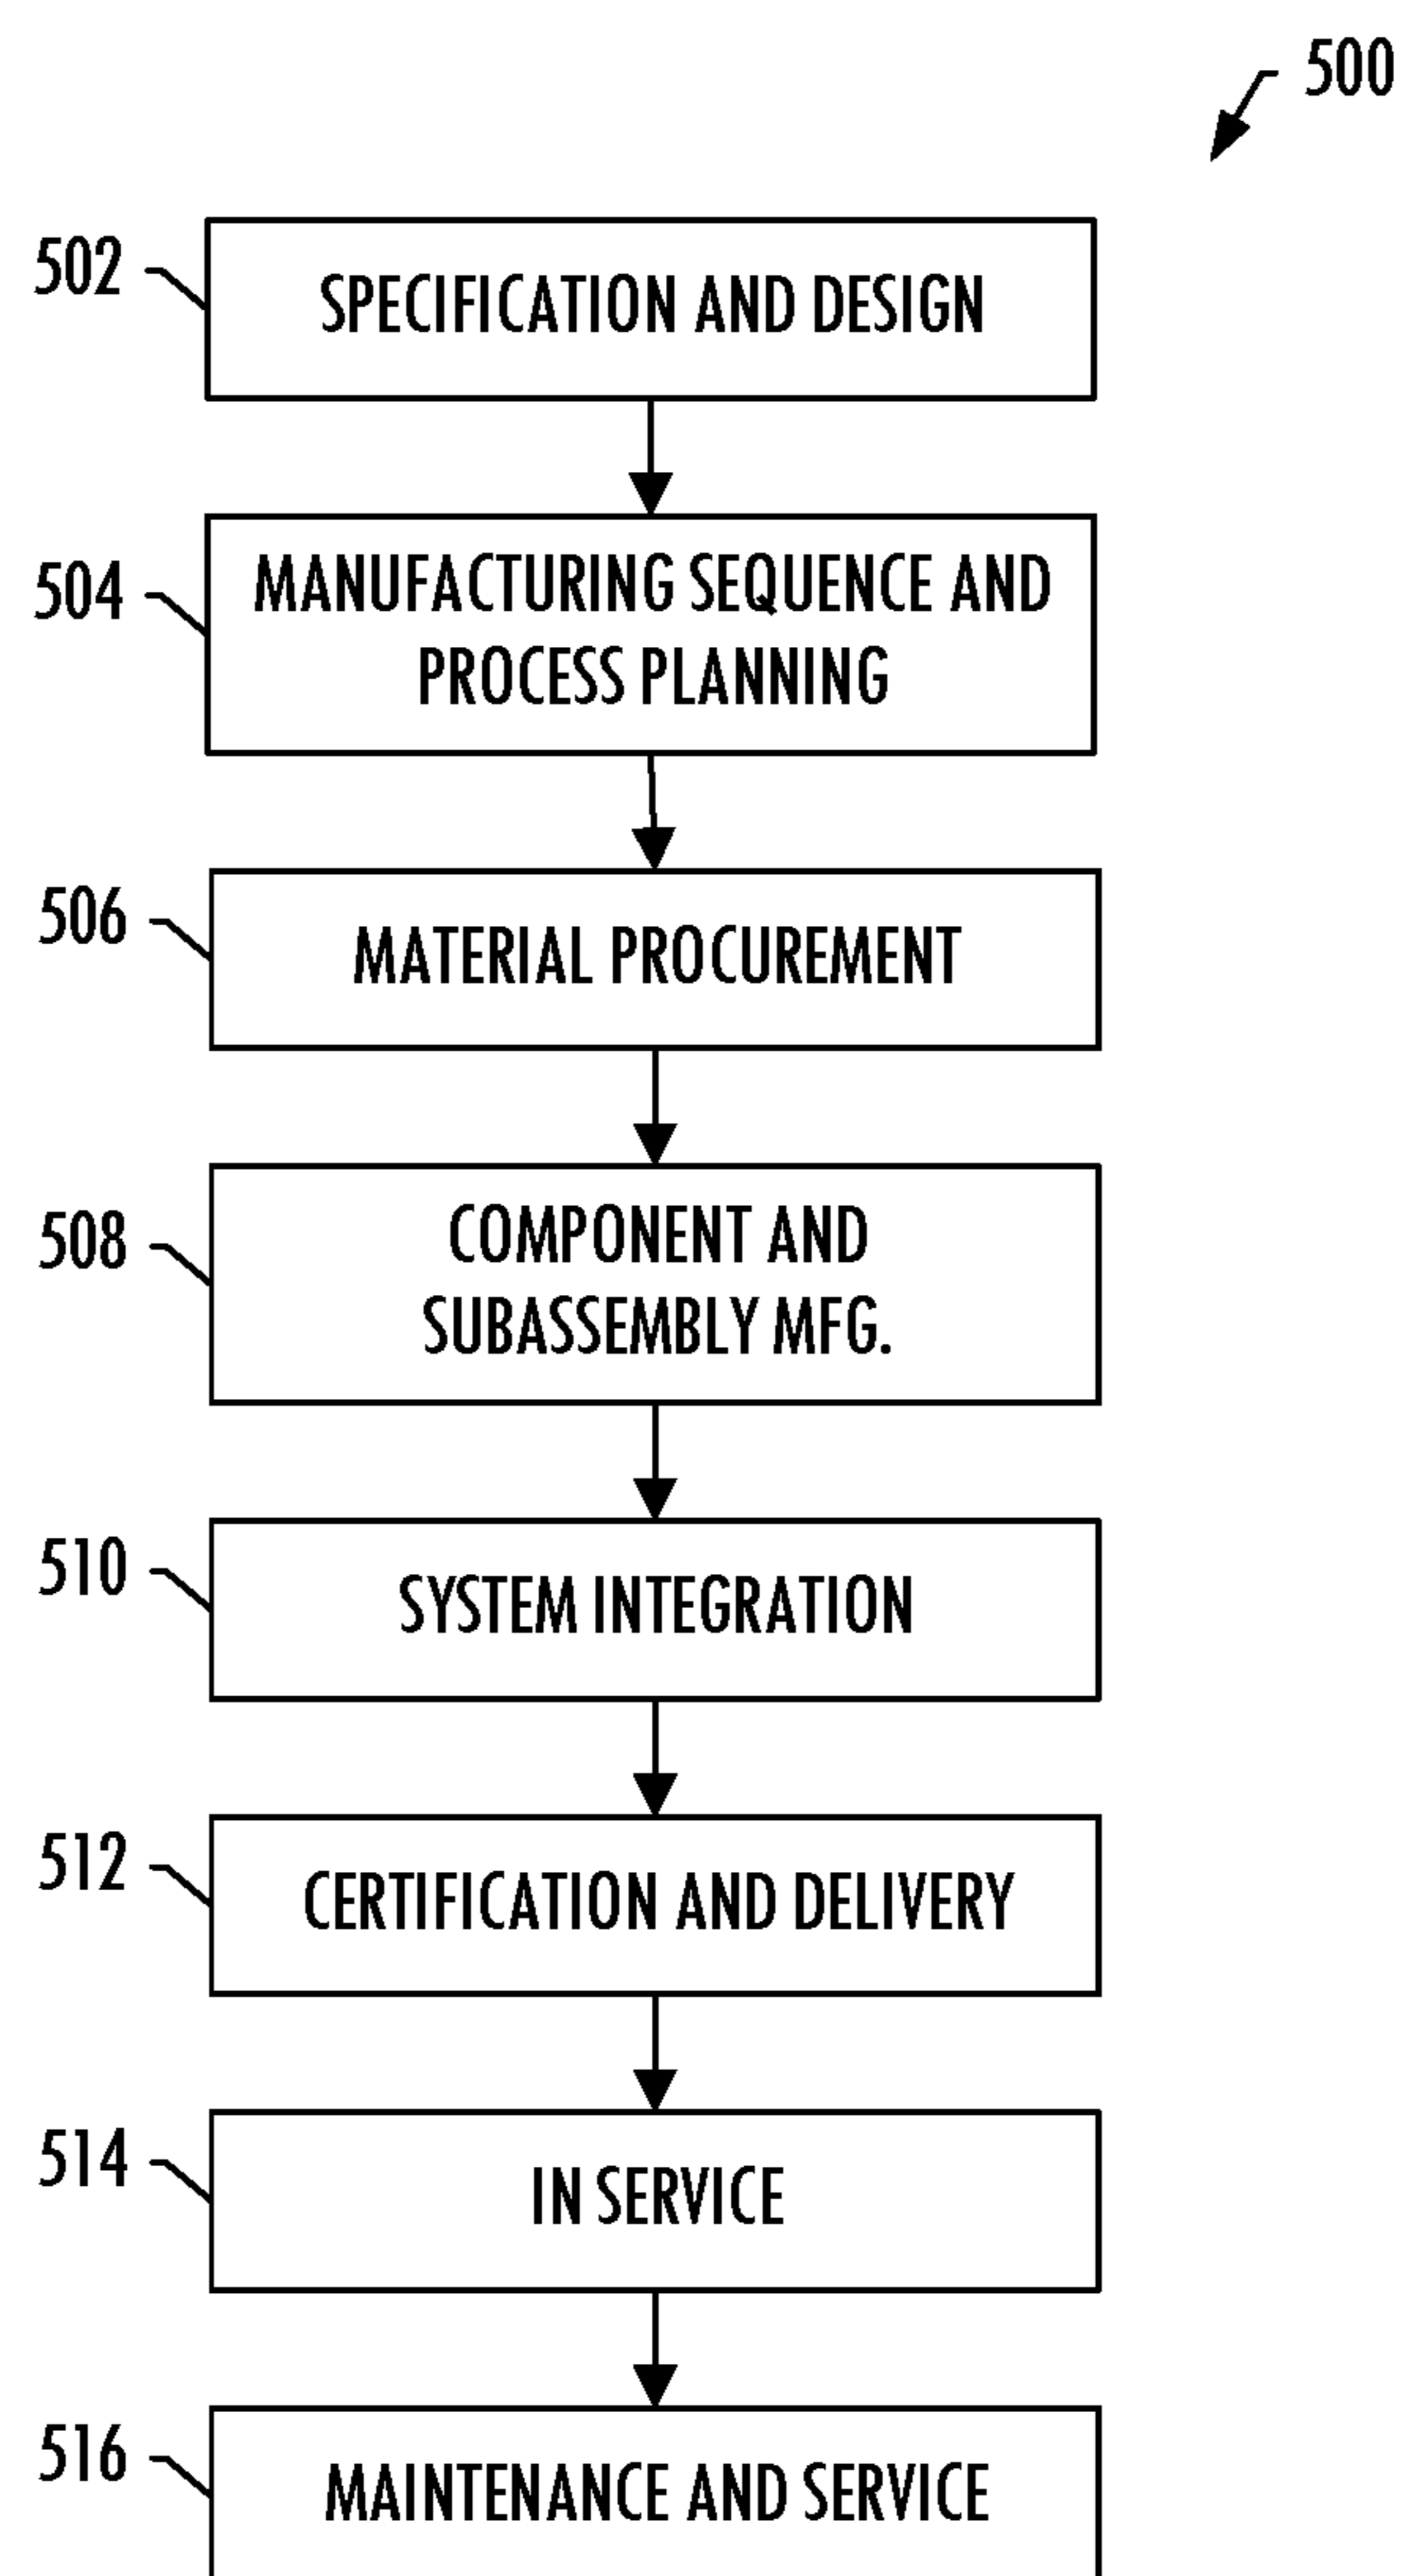 500
502
SPECIFICATION AND DESIGN
504
MANUFACTURING SEQUENCE AND
PROCESS PLANNING
506
MATERIAL PROCUREMENT
508
COMPONENT AND
SUBASSEMBLY MFG.
510
SYSTEM INTEGRATION
512
CERTIFICATION AND DELIVERY
514
IN SERVICE
516
MAINTENANCE AND SERVICE